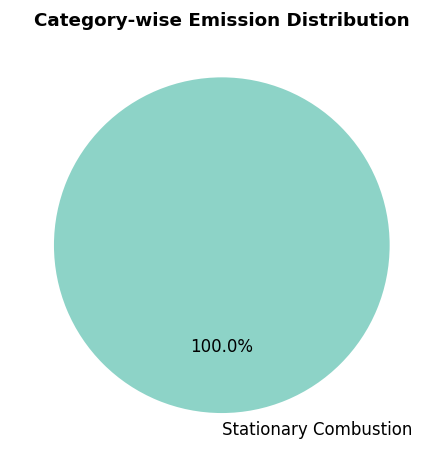 Category-wise Emission Distribution
100.0%
Stationary Combustion